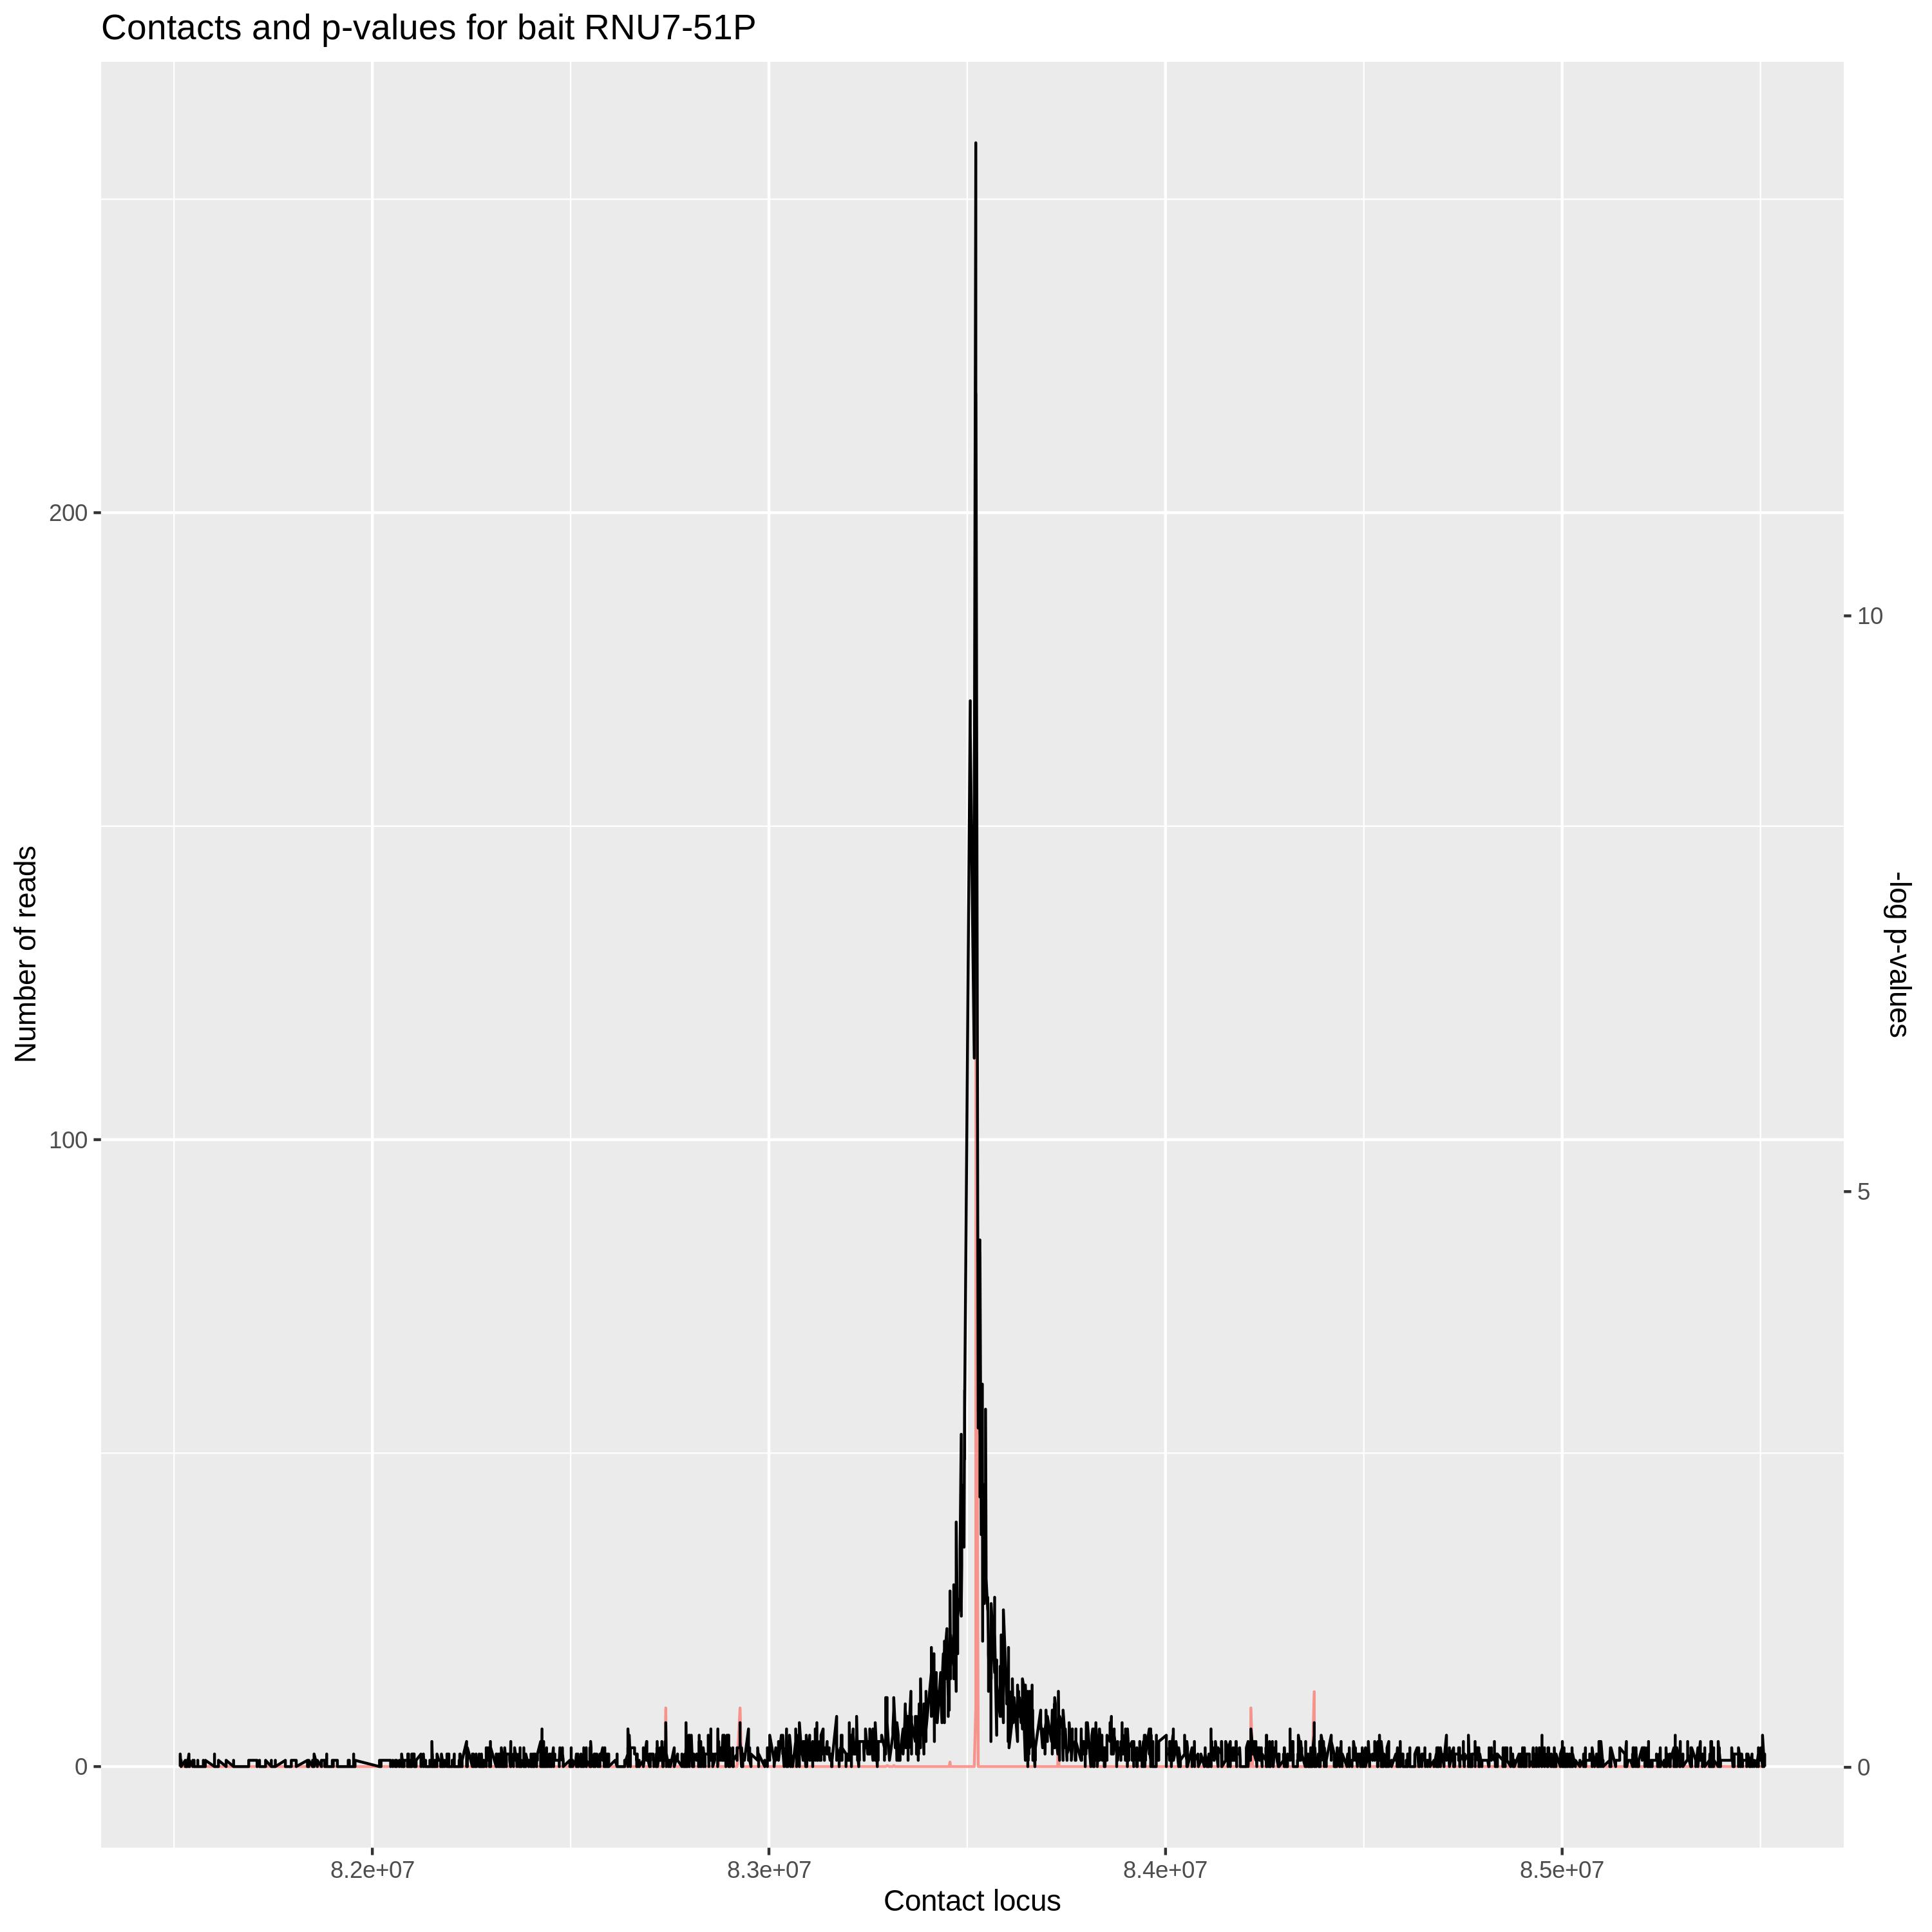 Contacts and p-values for bait RNU7-51P
Number of reads
200
100
0
10
5
0
-log p-values
8.2e+07
8.3e+07
8.4e+07
8.5e+07
Contact locus